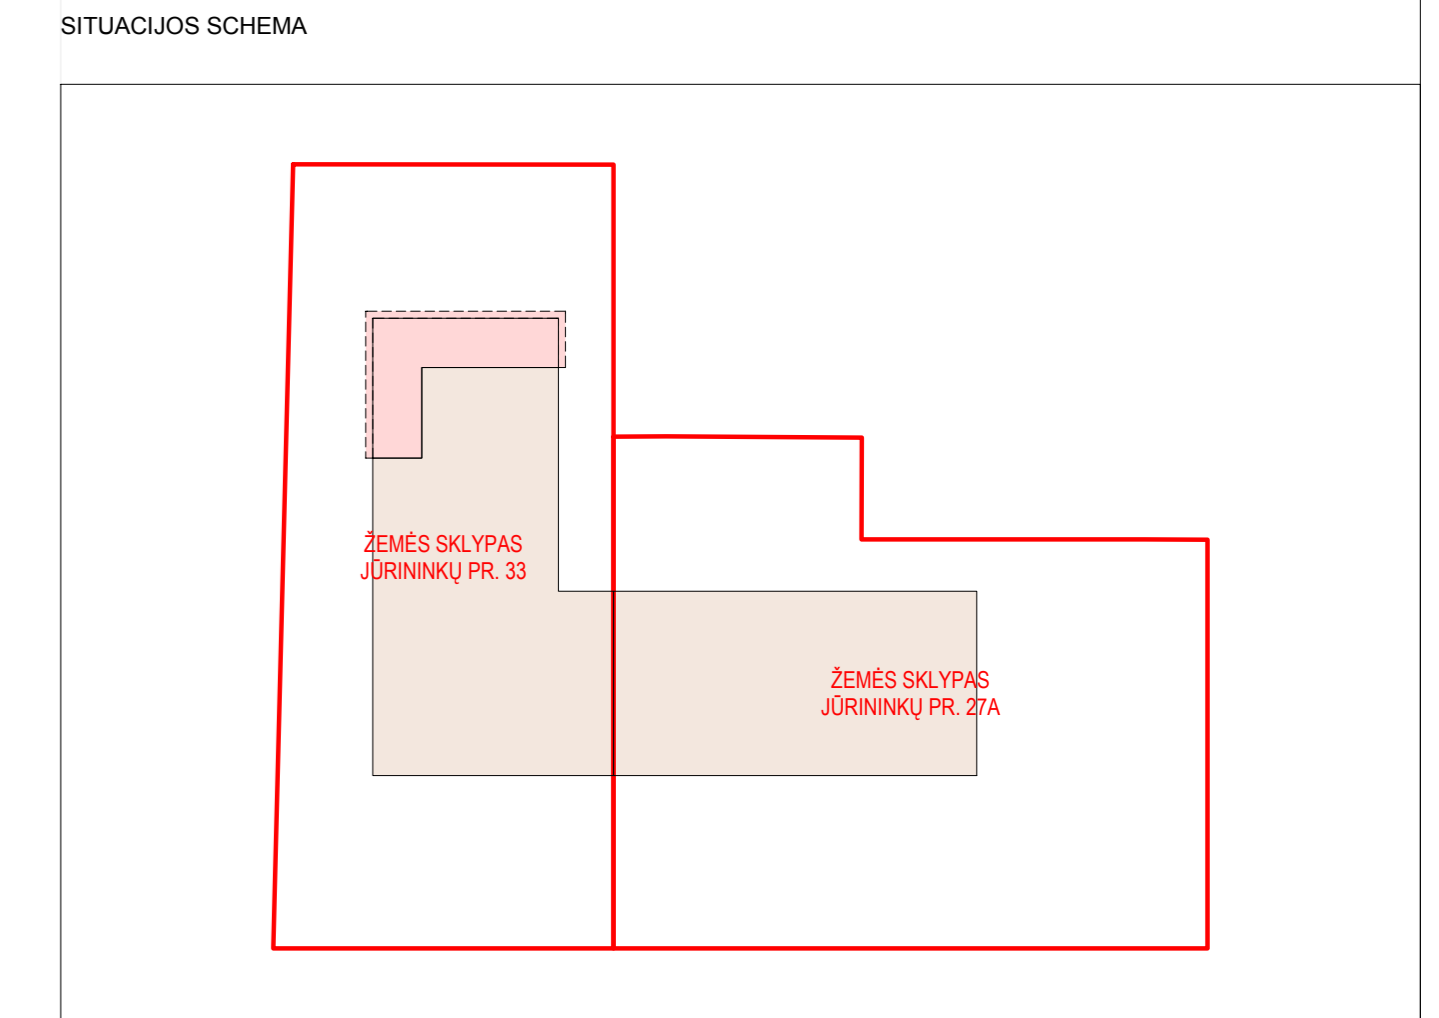 SITUACIJOS SCHEMA
ŽEMĖS SKLYPAS
JŪRININKŲ PR. 33
ŽEMĖS SKLYPAS
JŪRININKŲ PR. 27A